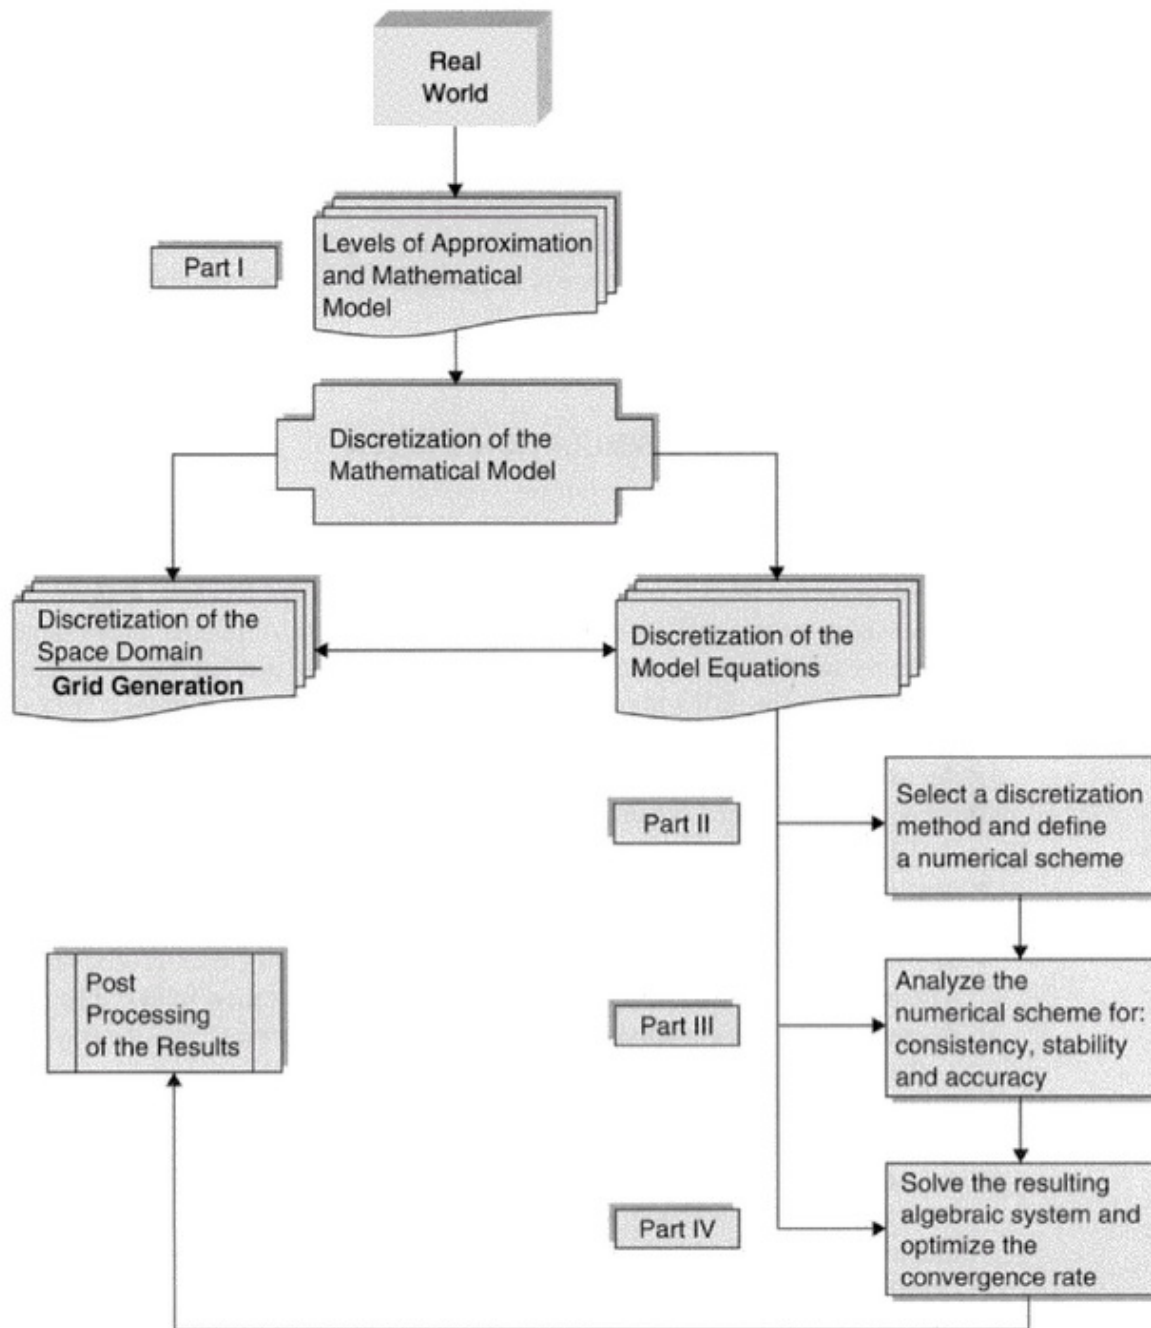 Real
World
Part I
Levels of Approximation
and Mathematical
Model
Discretization of the
Mathematical Model
Discretization of the
Space Domain
Grid Generation
Discretization of the
Model Equations
Part II
Select a discretization
method and define
a numerical scheme
Post
Processing
of the Results
Part III
Analyze the
numerical scheme for:
consistency, stability
and accuracy
Part IV
Solve the resulting
algebraic system and
optimize the
convergence rate